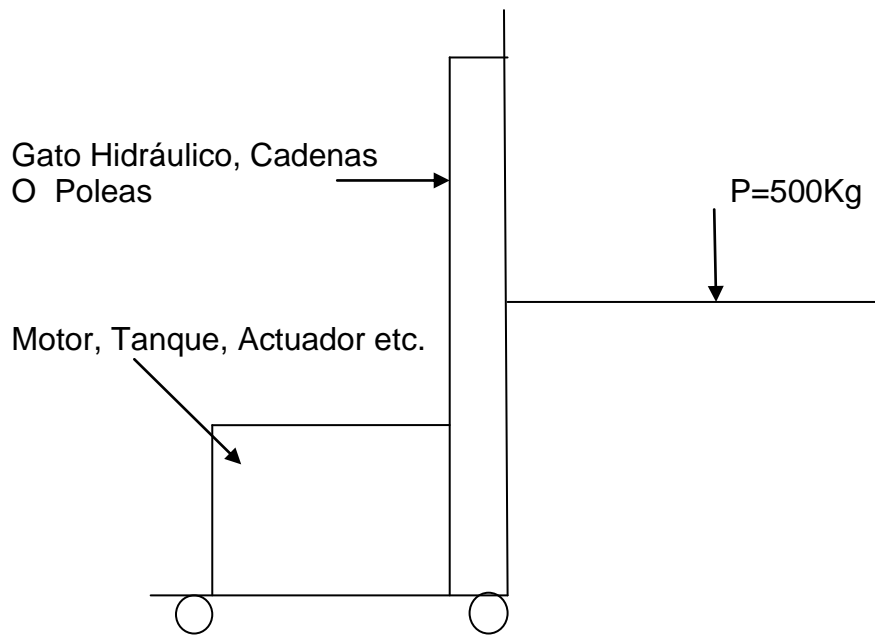 Gato Hidráulico, Cadenas
O Poleas
P=500Kg
Motor, Tanque, Actuador etc.